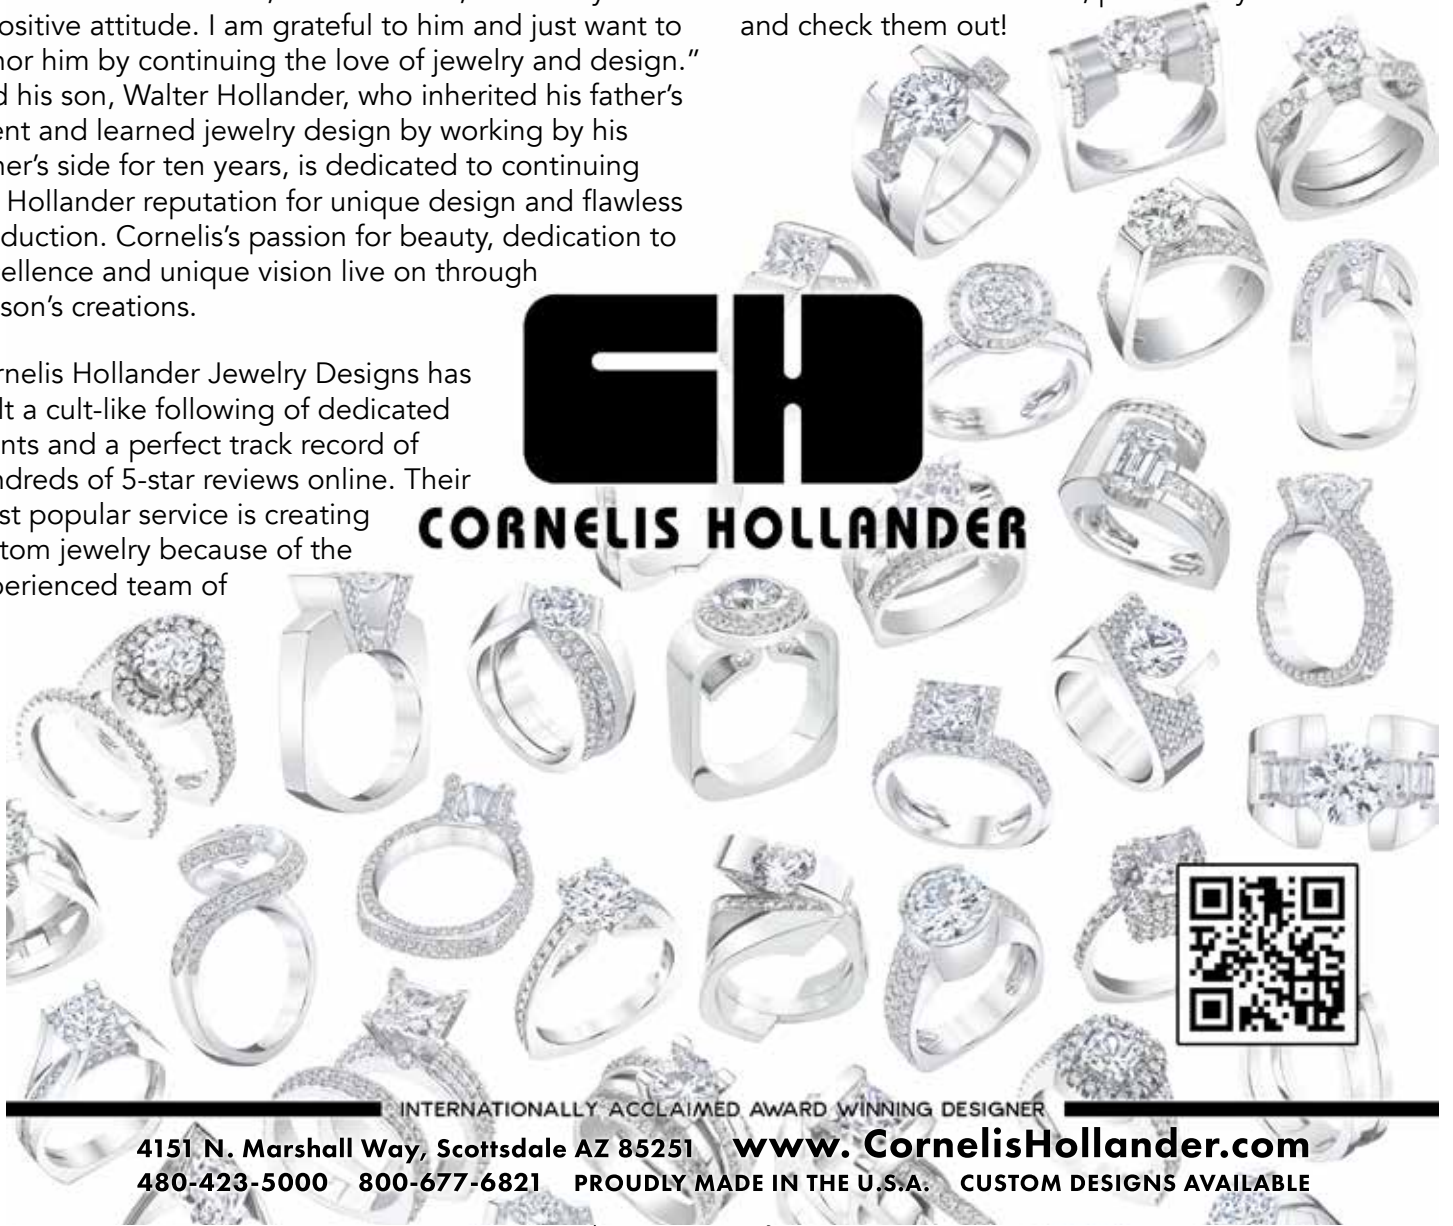 ositive attitude. I am grateful to him and just want to
nor him by continuing the love of jewelry and design.”
d his son, Walter Hollander, who inherited his father’s
ent and learned jewelry design by working by his
her’s side for ten years, is dedicated to continuing
Hollander reputation for unique design and flawless
duction. Cornelis’s passion for beauty, dedication to
ellence and unique vision live on through
son’s creations.
rnelis Hollander Jewelry Designs has
lt a cult-like following of dedicated
nts and a perfect track record of
ndreds of 5-star reviews online. Their
st popular service is creating
tom jewelry because of the
perienced team of
and check them out!
CH
CORNELIS HOLLANDER
INTERNATIONALLY ACCLAIMED AWARD WINNING DESIGNER
4151 N. Marshall Way, Scottsdale AZ 85251 www. CornelisHollander.com
480-423-5000 800-677-6821 PROUDLY MADE IN THE U.S.A. CUSTOM DESIGNS AVAILABLE